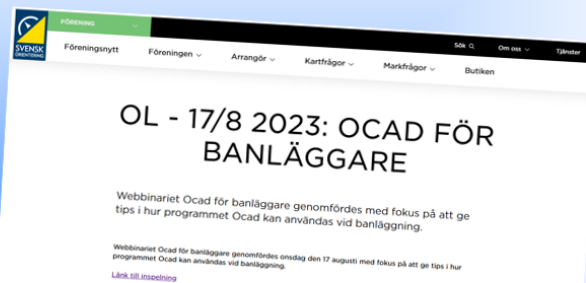 FÖRENING
Sök
Om oss
Tjänster
SVENSK
ORIENTERING
Föreningsnytt
Föreningen
Arrangör
Kartfrågor
Markfrågor
Butiken
OL - 17/8 2023: OCAD FÖR
BANLÄGGARE
Webbinariet Ocad för banläggare genomfördes med fokus på att ge
tips i hur programmet Ocad kan användas vid banläggning.
Webbinariet Ocad för banläggare genomfördes onsdag den 17 augusti med fokus på att ge tips i hur
programmet Ocad kan användas vid banläggning.
Länk till inspelning